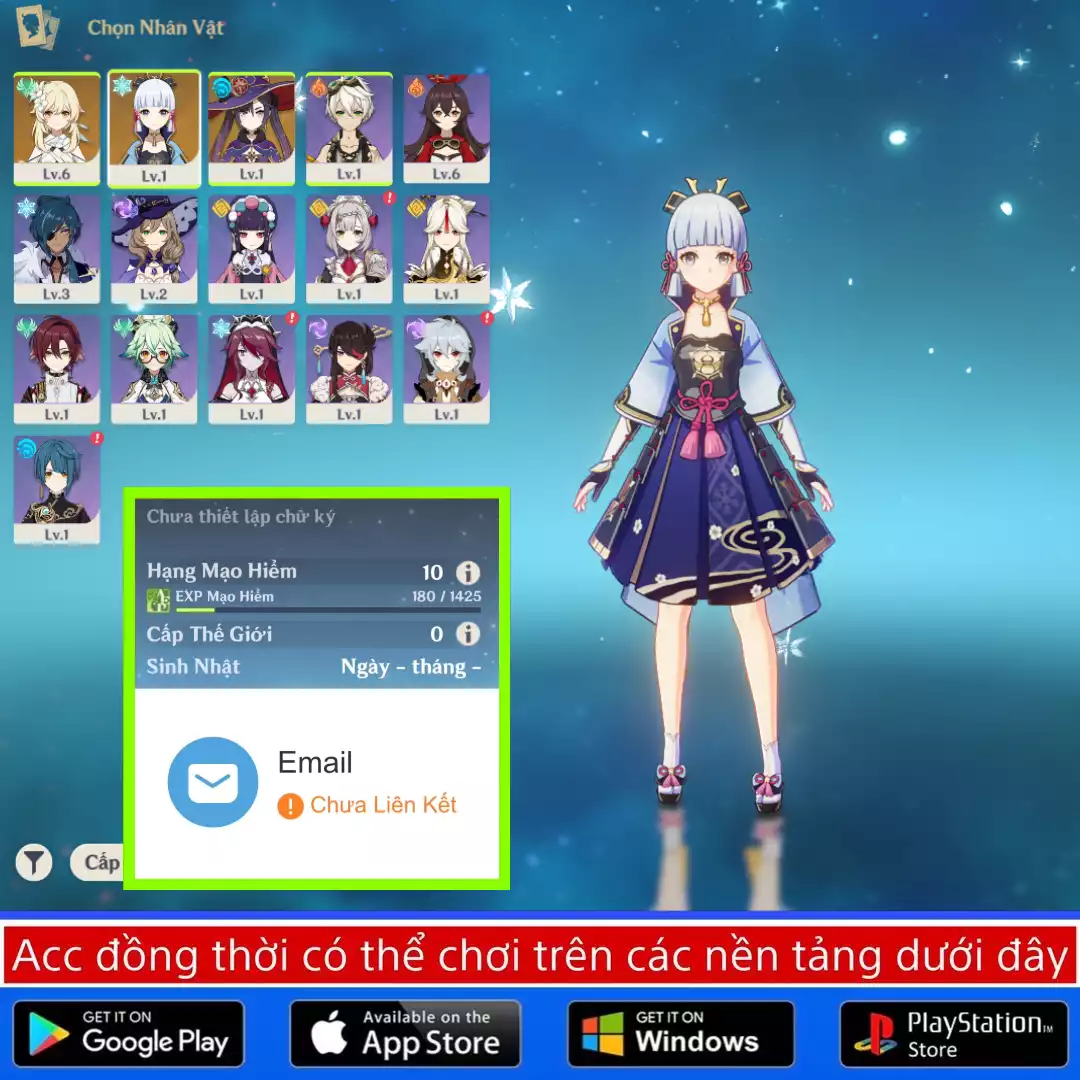 Chọn Nhân Vật
Lv.6 Lv.1 Lv.1 Lv.1 Lv.6
Lv.3 Lv.2 Lv.1 Lv.1 Lv.1
Lv.1 Lv.1 Lv.1 Lv.1 Lv.1
Lv.1
Chưa thiết lập chữ ký
Hạng Mạo Hiểm 10
EXP Mạo Hiểm 180 / 1425
Cấp Thế Giới 0
Sinh Nhật Ngày – tháng –
Email
Chưa Liên Kết
Cấp
Acc đồng thời có thể chơi trên các nền tảng dưới đây
GET IT ON
Google Play
Available on the
App Store
GET IT ON
Windows
PlayStation™
Store